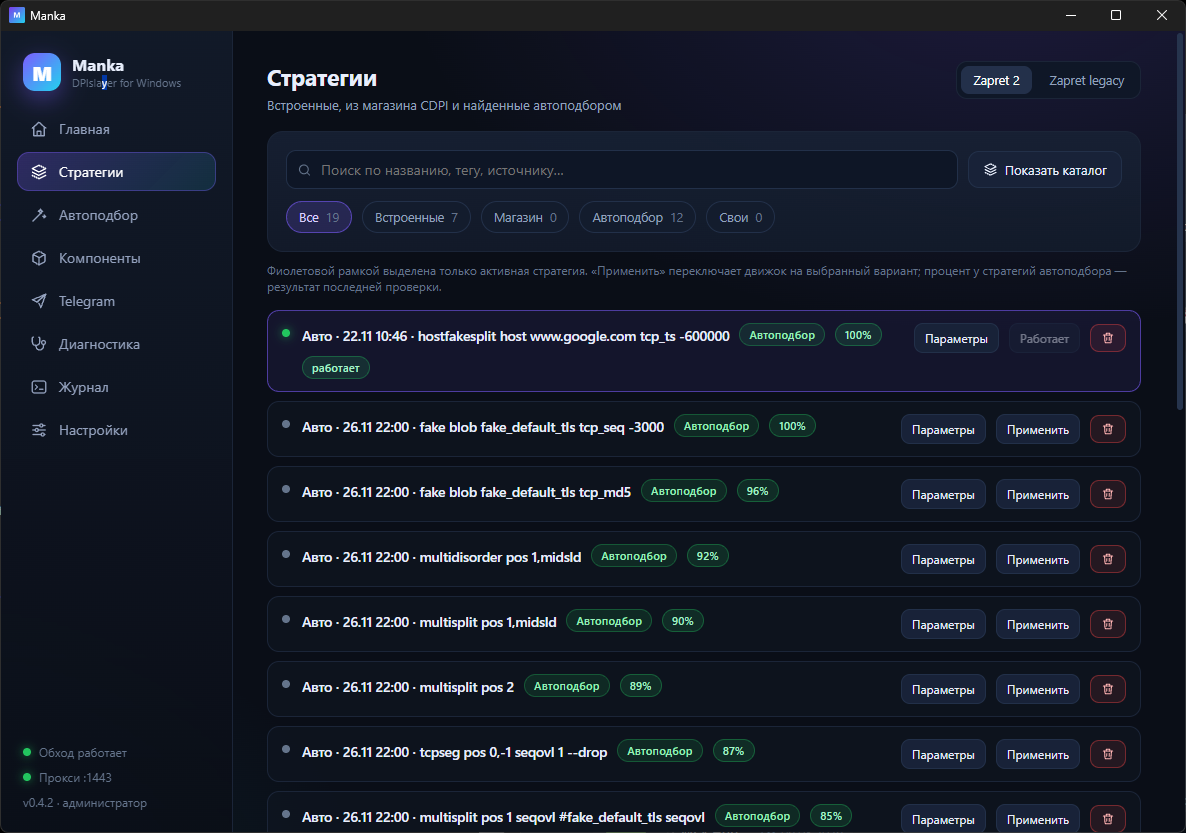 M Manka
M Manka
DPIslayer for Windows
Главная
Стратегии
Автоподбор
Компоненты
Telegram
Диагностика
Журнал
Настройки
Обход работает
Прокси :1443
v0.4.2 · администратор
Стратегии
Встроенные, из магазина CDPI и найденные автоподбором
Zapret 2 Zapret legacy
Поиск по названию, тегу, источнику...
Показать каталог
Все 19 Встроенные 7 Магазин 0 Автоподбор 12 Свои 0
Фиолетовой рамкой выделена только активная стратегия. «Применить» переключает движок на выбранный вариант; процент у стратегий автоподбора —
результат последней проверки.
Авто · 22.11 10:46 · hostfakesplit host www.google.com tcp_ts -600000 Автоподбор 100% Параметры Работает
работает
Авто · 26.11 22:00 · fake blob fake_default_tls tcp_seq -3000 Автоподбор 100% Параметры Применить
Авто · 26.11 22:00 · fake blob fake_default_tls tcp_md5 Автоподбор 96% Параметры Применить
Авто · 26.11 22:00 · multidisorder pos 1,midsld Автоподбор 92% Параметры Применить
Авто · 26.11 22:00 · multisplit pos 1,midsld Автоподбор 90% Параметры Применить
Авто · 26.11 22:00 · multisplit pos 2 Автоподбор 89% Параметры Применить
Авто · 26.11 22:00 · tcpseg pos 0,-1 seqovl 1 --drop Автоподбор 87% Параметры Применить
Авто · 26.11 22:00 · multisplit pos 1 seqovl #fake_default_tls seqovl Автоподбор 85% Параметры Применить